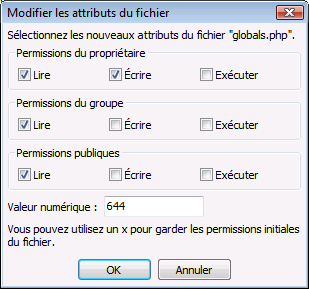 Modifier les attributs du fichier
Sélectionnez les nouveaux attributs du fichier "globals.php".
Permissions du propriétaire
Lire Écrire Exécuter
Permissions du groupe
Lire Écrire Exécuter
Permissions publiques
Lire Écrire Exécuter
Valeur numérique : 644
Vous pouvez utilisez un x pour garder les permissions initiales
du fichier.
OK Annuler